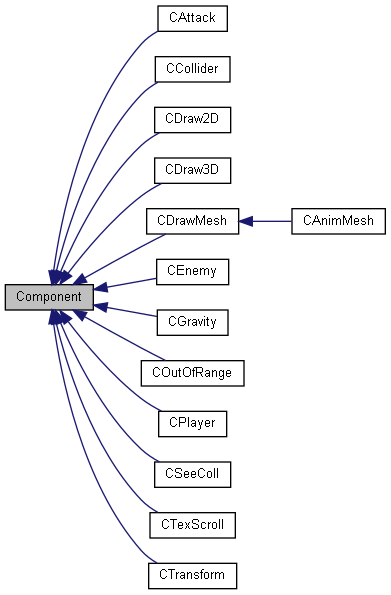 CAttack
CCollider
CDraw2D
CDraw3D
CDrawMesh
CAnimMesh
CEnemy
Component
CGravity
COutOfRange
CPlayer
CSeeColl
CTexScroll
CTransform